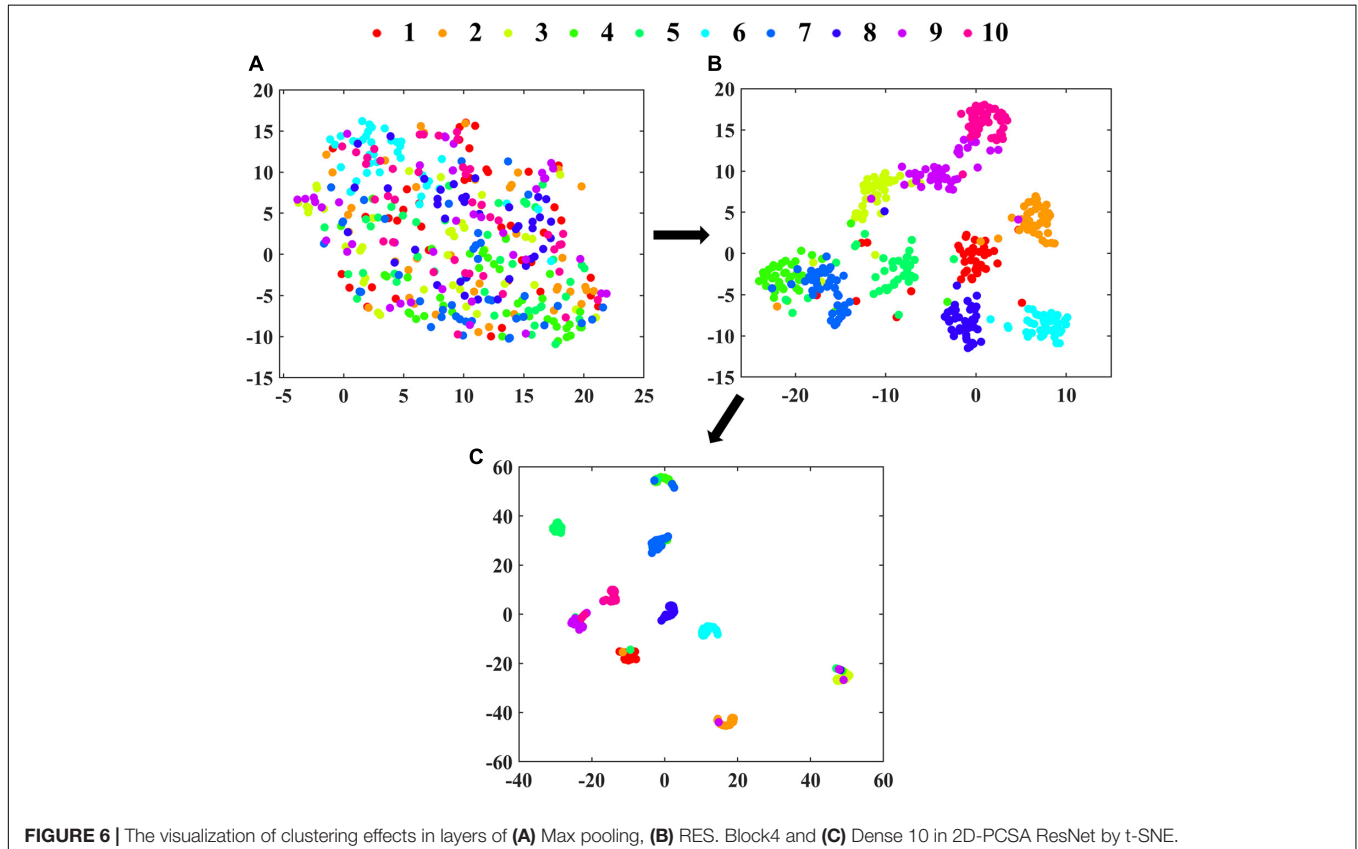 1 2 3 4 5 6 7 8 9 10
A
20
15
10
5
0
-5
-10
-15
-5 0 5 10 15 20 25
B
20
15
10
5
0
-5
-10
-15
-20 -10 0 10
C
60
40
20
0
-20
-40
-60
-40 -20 0 20 40 60
FIGURE 6 | The visualization of clustering effects in layers of (A) Max pooling, (B) RES. Block4 and (C) Dense 10 in 2D-PCSA ResNet by t-SNE.